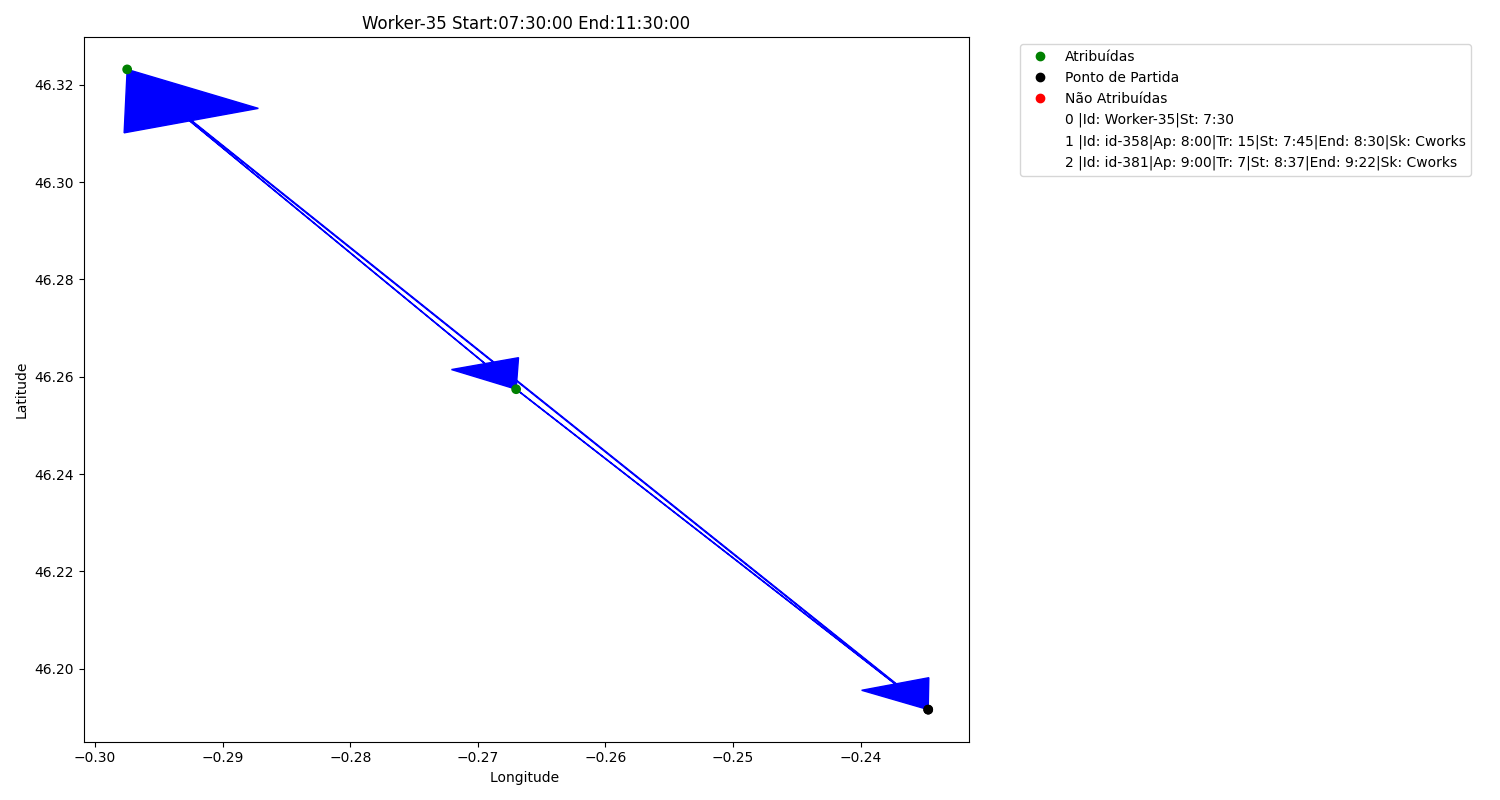 Worker-35 Start:07:30:00 End:11:30:00
Atribuídas
Ponto de Partida
Não Atribuídas
0 |Id: Worker-35|St: 7:30
1 |Id: id-358|Ap: 8:00|Tr: 15|St: 7:45|End: 8:30|Sk: Cworks
2 |Id: id-381|Ap: 9:00|Tr: 7|St: 8:37|End: 9:22|Sk: Cworks
Latitude
46.32
46.30
46.28
46.26
46.24
46.22
46.20
−0.30 −0.29 −0.28 −0.27 −0.26 −0.25 −0.24
Longitude